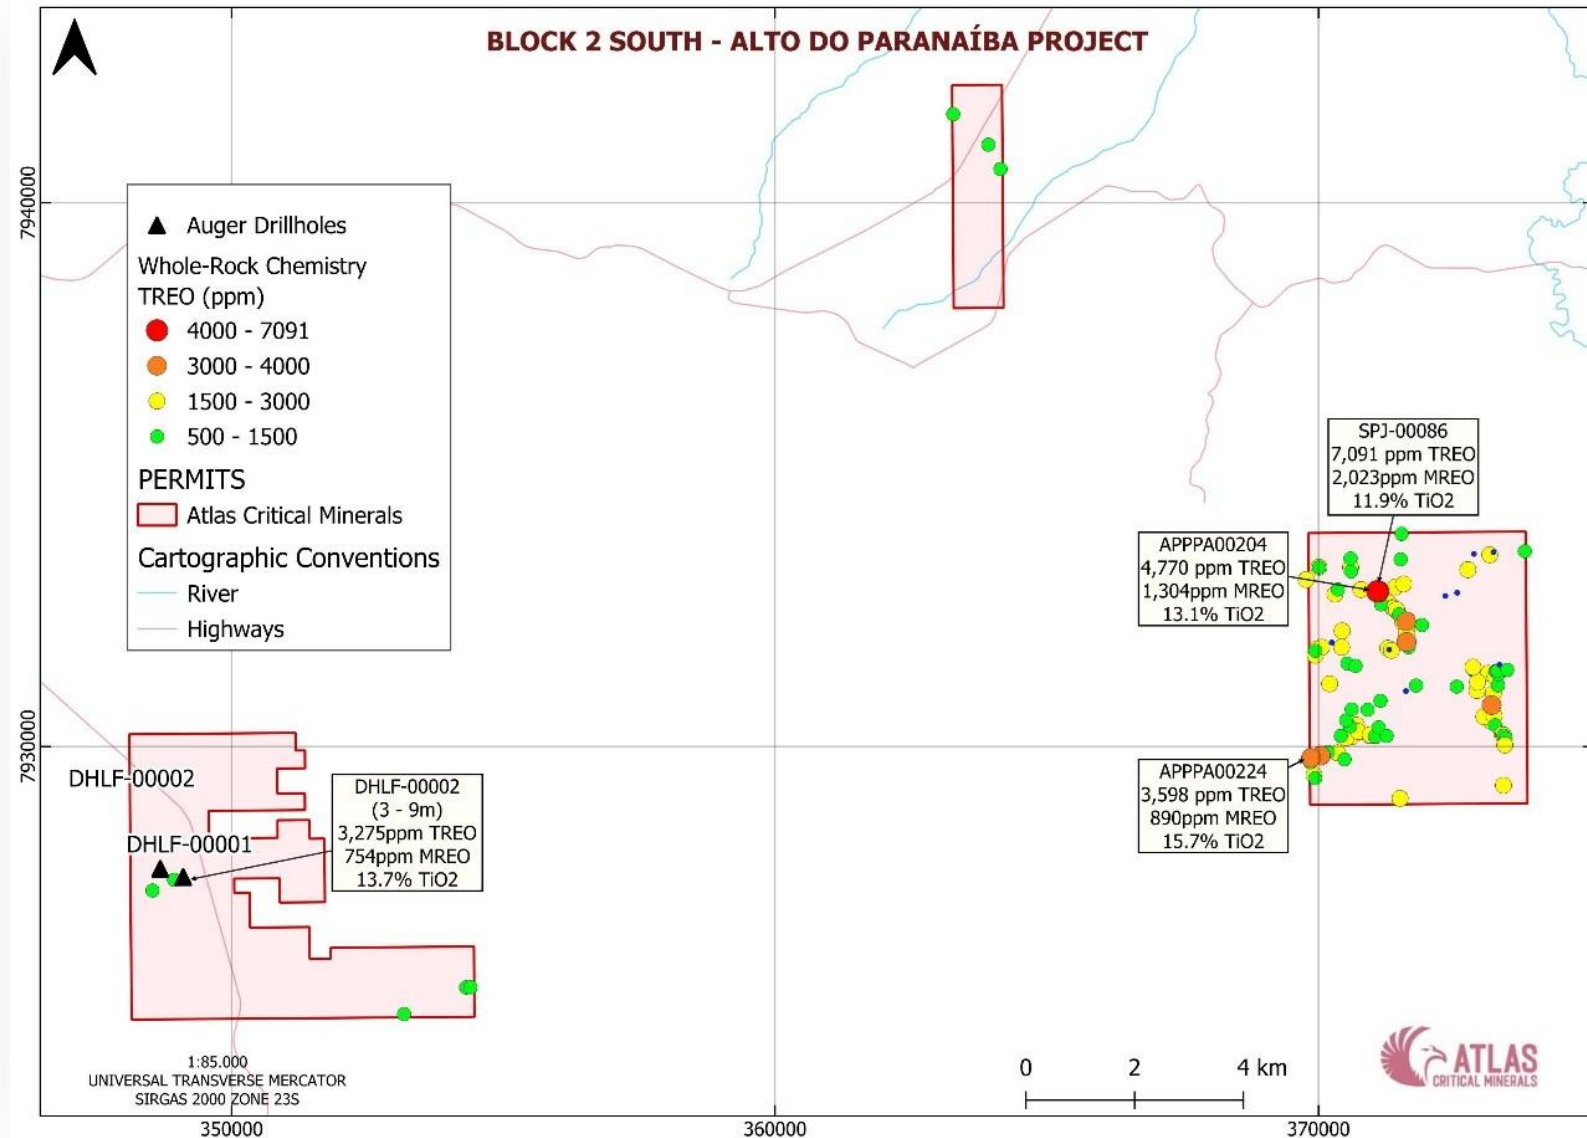 BLOCK 2 SOUTH - ALTO DO PARANAÍBA PROJECT
7940000
7930000
Auger Drillholes
Whole-Rock Chemistry
TREO (ppm)
4000 - 7091
3000 - 4000
1500 - 3000
500 - 1500
PERMITS
Atlas Critical Minerals
Cartographic Conventions
River
Highways
SPJ-00086
7,091 ppm TREO
2,023ppm MREO
11.9% TiO2
APPPA00204
4,770 ppm TREO
1,304ppm MREO
13.1% TiO2
APPPA00224
3,598 ppm TREO
890ppm MREO
15.7% TiO2
DHLF-00002
DHLF-00001
DHLF-00002
(3 - 9m)
3,275ppm TREO
754ppm MREO
13.7% TiO2
1:85.000
UNIVERSAL TRANSVERSE MERCATOR
SIRGAS 2000 ZONE 23S
0 2 4 km
ATLAS
CRITICAL MINERALS
350000 360000 370000